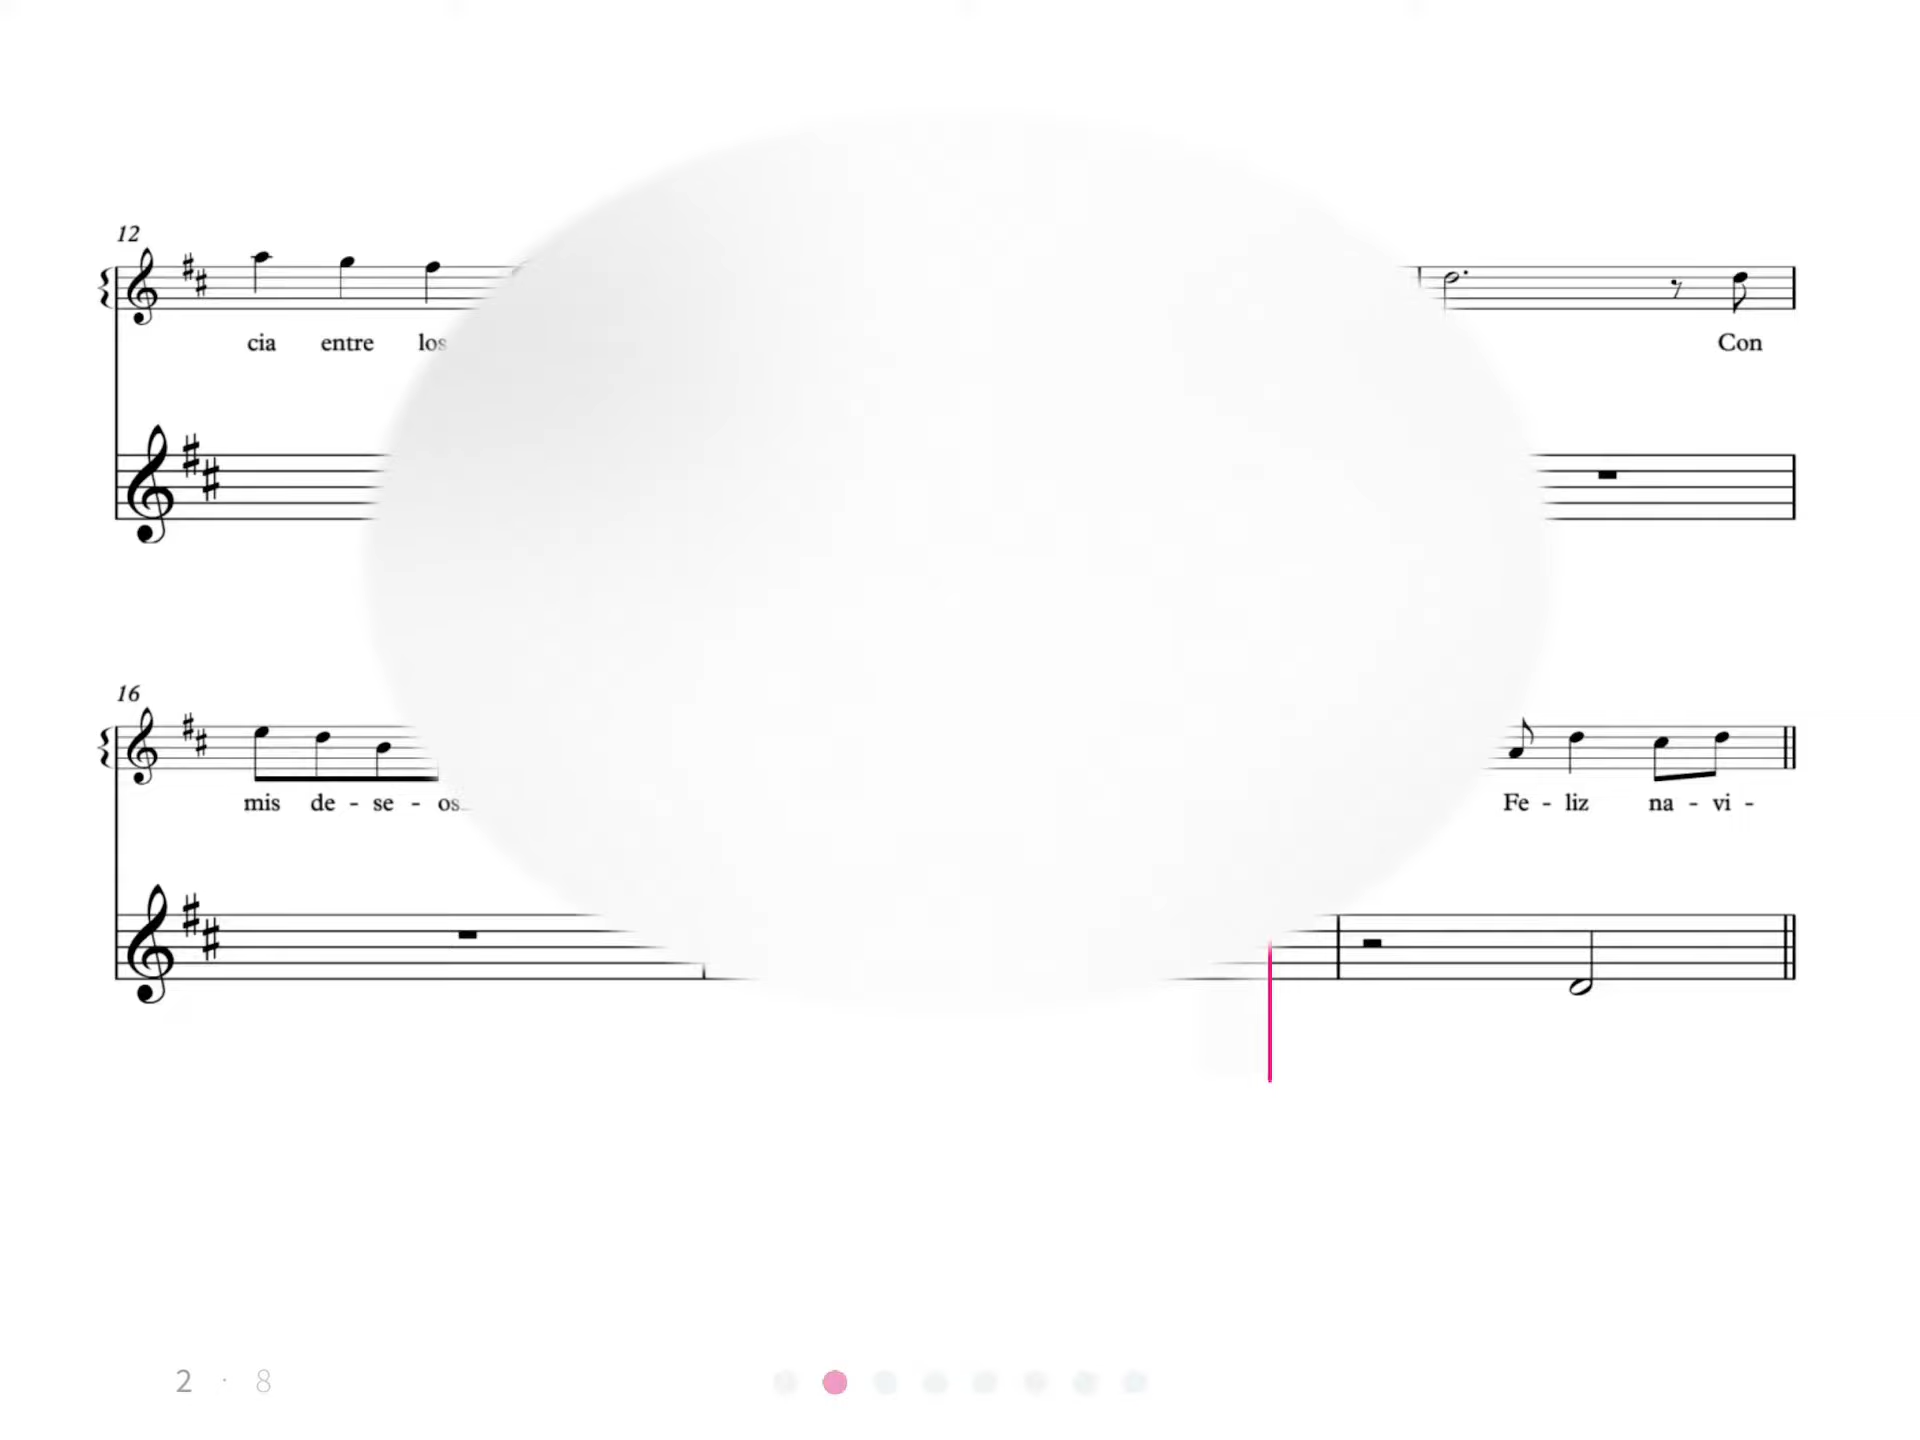 12
cia entre los
Con
16
mis de - se - os
Fe - liz na - vi -
2 · 8